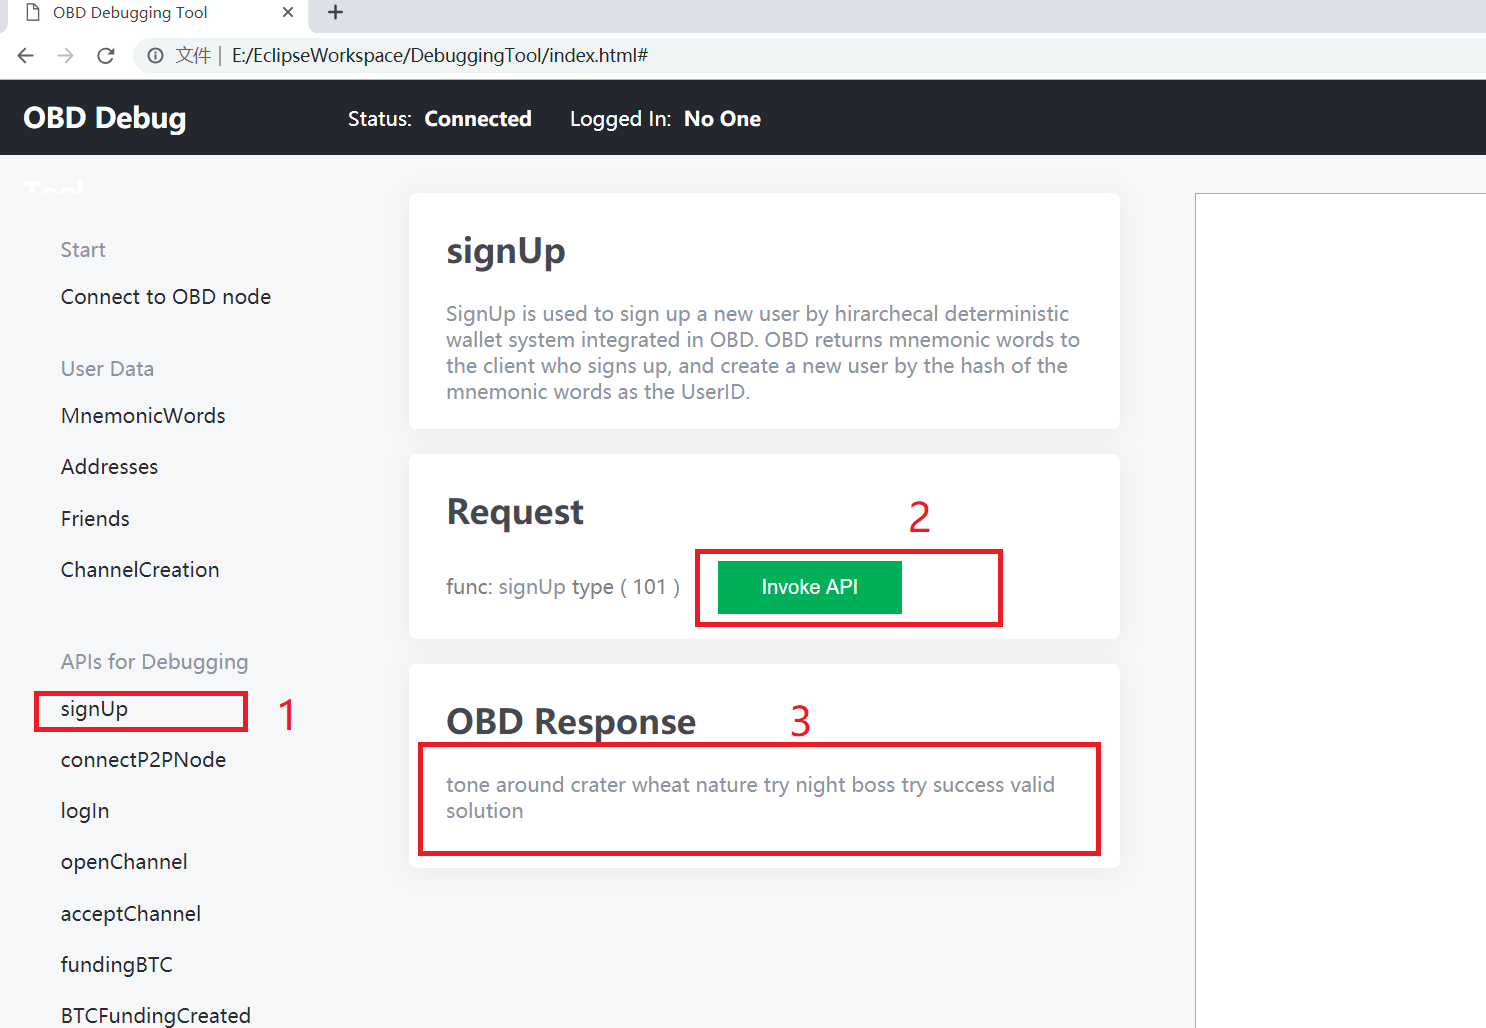 OBD Debugging Tool
文件 E:/EclipseWorkspace/DebuggingTool/index.html#
OBD Debug
Tool
Status: Connected
Logged In: No One
Start
Connect to OBD node
User Data
MnemonicWords
Addresses
Friends
ChannelCreation
APIs for Debugging
signUp
1
connectP2PNode
logIn
openChannel
acceptChannel
fundingBTC
BTCFundingCreated
signUp
SignUp is used to sign up a new user by hirarchecal deterministic
wallet system integrated in OBD. OBD returns mnemonic words to
the client who signs up, and create a new user by the hash of the
mnemonic words as the UserID.
Request
2
func: signUp type ( 101 )
Invoke API
OBD Response
3
tone around crater wheat nature try night boss try success valid
solution